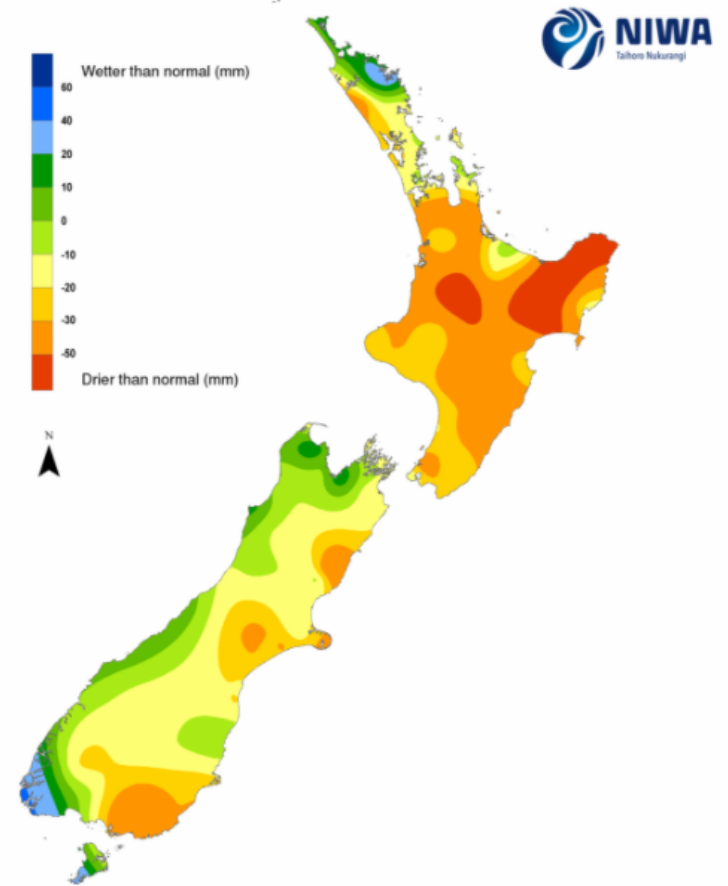 NIWA
Taihoro Nukurangi
Wetter than normal (mm)
60
40
20
10
0
-10
-20
-30
-50
Drier than normal (mm)
N